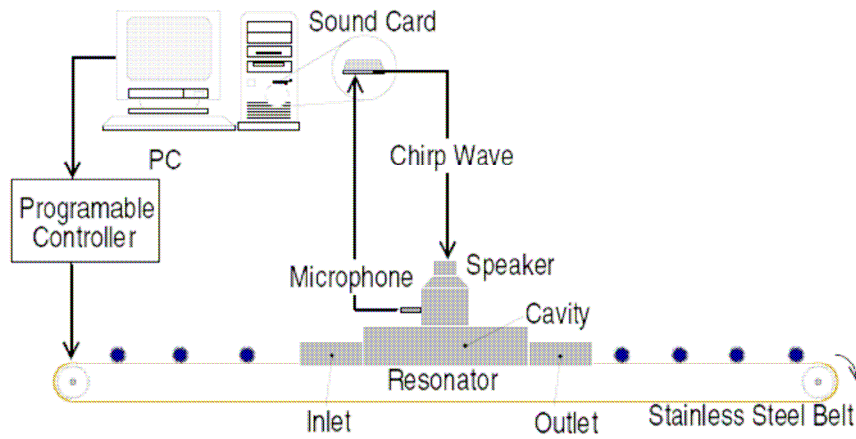 Sound Card
PC
Chirp Wave
Programable
Controller
Microphone
Speaker
Cavity
Resonator
Inlet
Outlet
Stainless Steel Belt